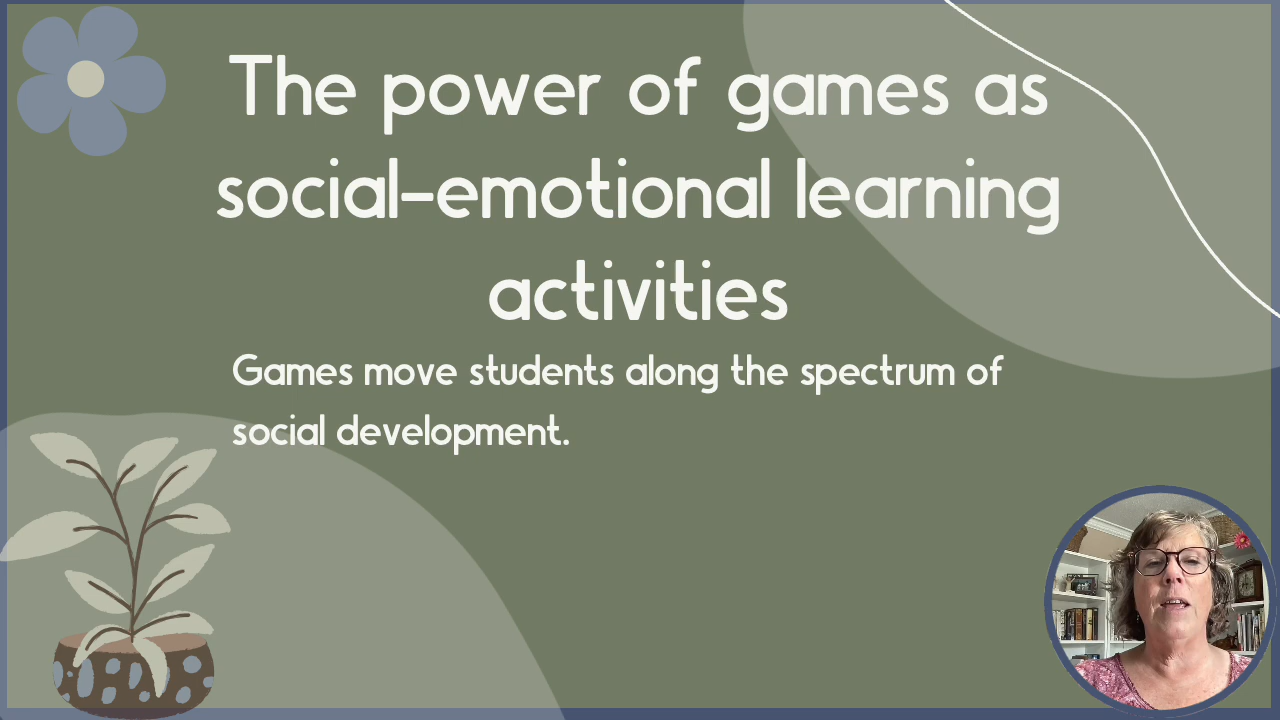 The power of games as
social-emotional learning
activities
Games move students along the spectrum of
social development.